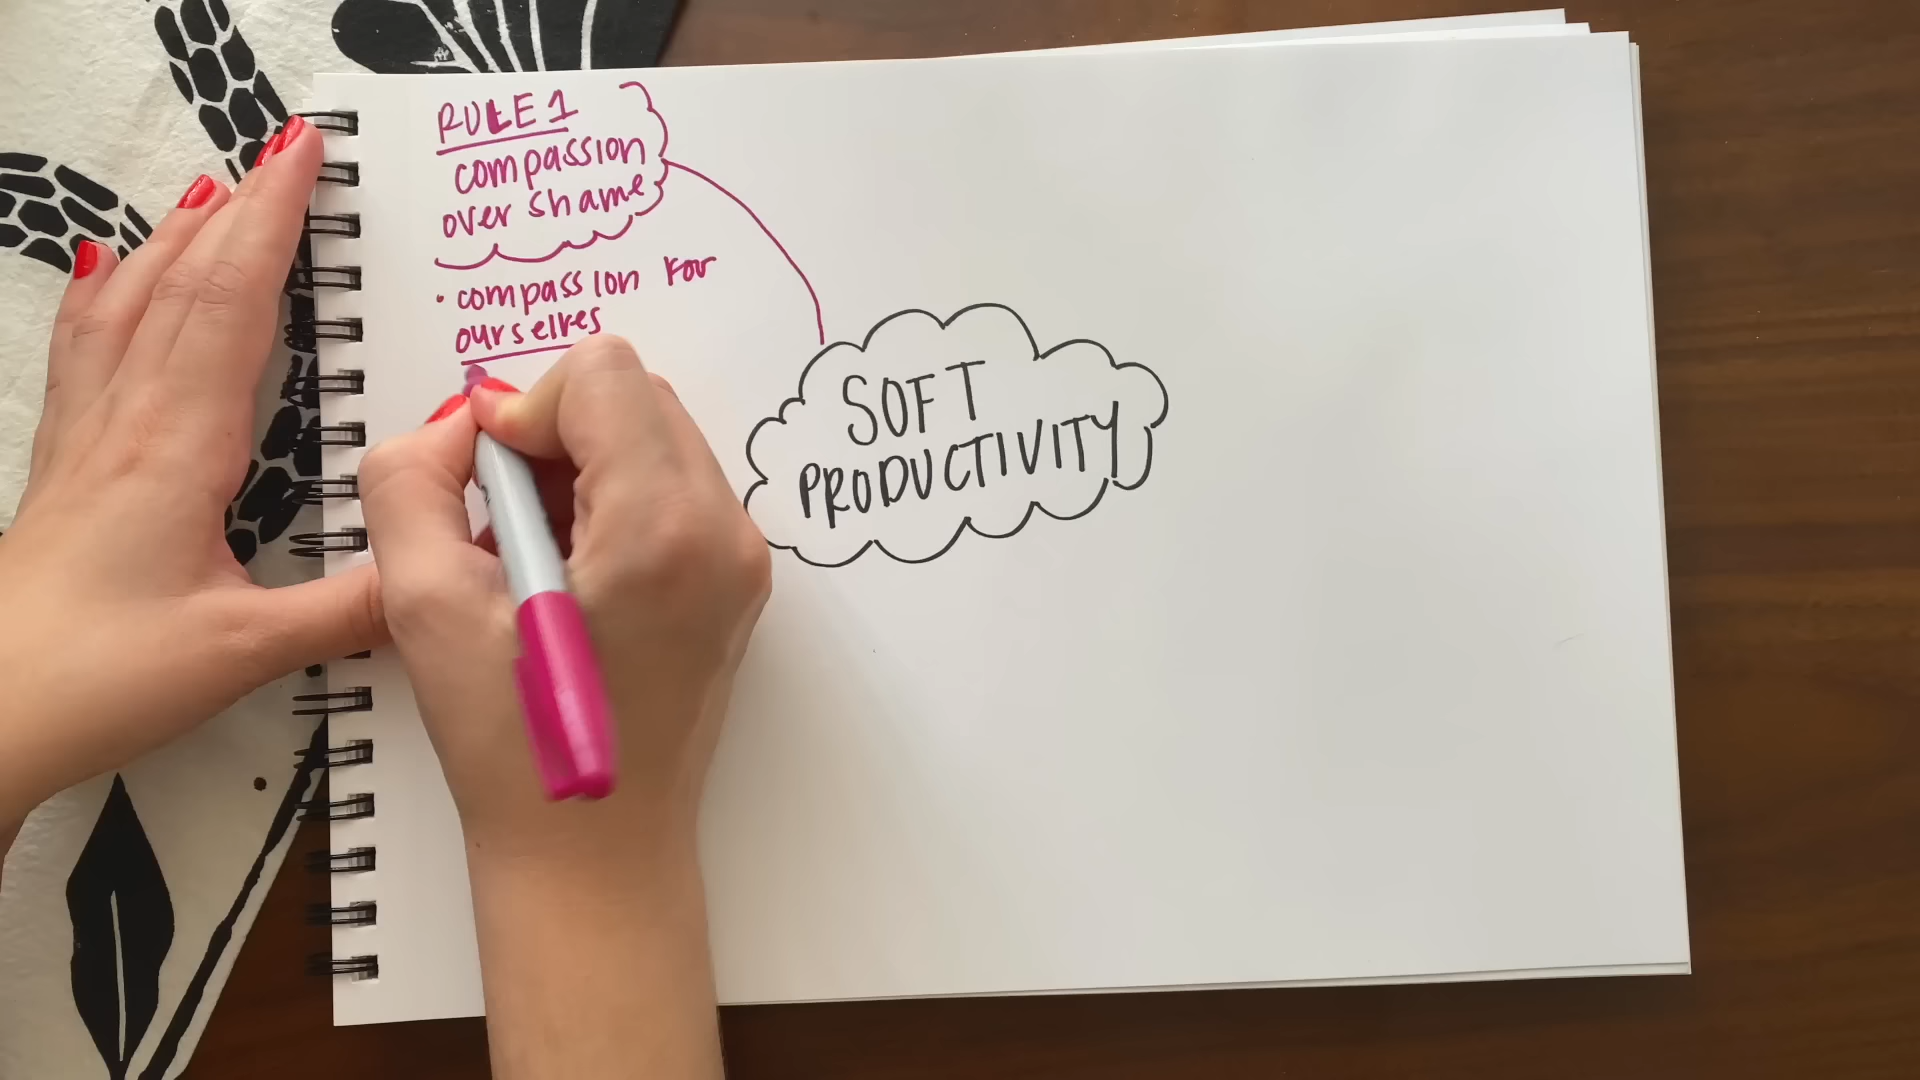 RULE 1
compassion
over shame
• compassion for
ourselves
SOFT
PRODUCTIVITY